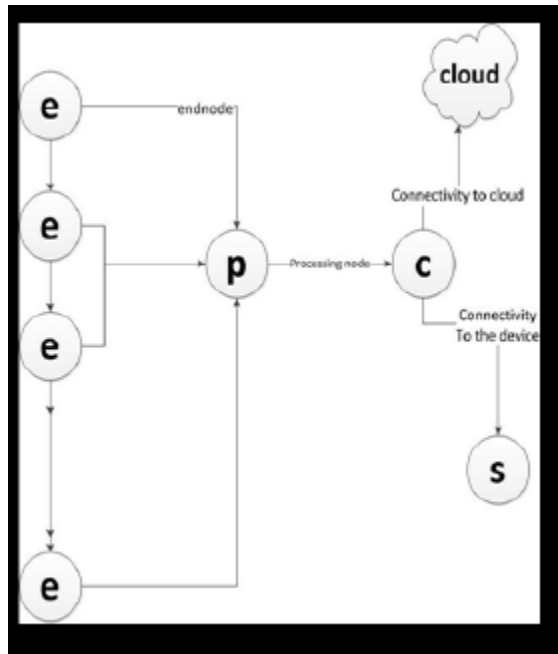 cloud
e
endnode
Connectivity to cloud
e
p
Processing node
c
Connectivity
To the device
e
s
e